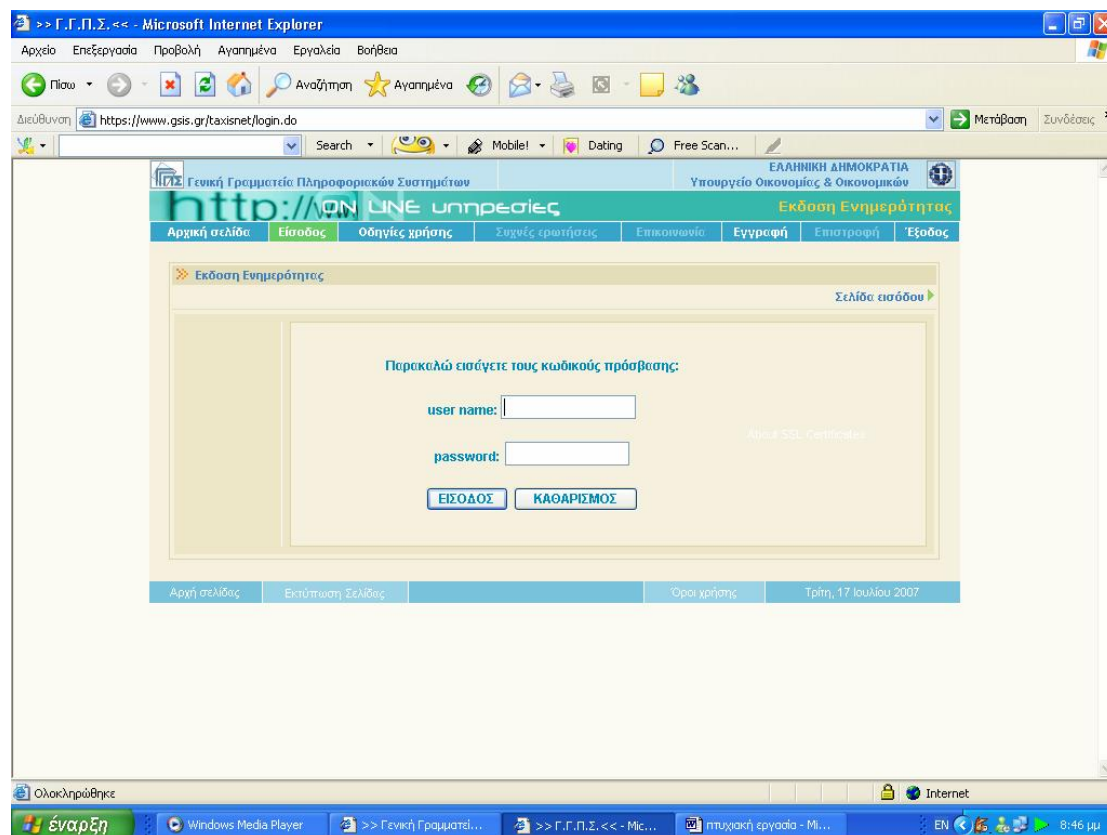 >> Γ.Γ.Π.Σ. << - Microsoft Internet Explorer
Αρχείο Επεξεργασία Προβολή Αγαπημένα Εργαλεία Βοήθεια
Πίσω Αναζήτηση Αγαπημένα
Διεύθυνση https://www.gsis.gr/taxisnet/login.do Μετάβαση Συνδέσεις
Search Mobile! Dating Free Scan...
ΓΓΠΣ Γενική Γραμματεία Πληροφοριακών Συστημάτων
ΕΛΛΗΝΙΚΗ ΔΗΜΟΚΡΑΤΙΑ
Υπουργείο Οικονομίας & Οικονομικών
http://www ON LINE υπηρεσίες Εκδοση Ενημερότητας
Αρχική σελίδα Είσοδος Οδηγίες χρήσης Συχνές ερωτήσεις Επικοινωνία Εγγραφή Επιστροφή Έξοδος
Εκδοση Ενημερότητας
Σελίδα εισόδου
Παρακαλώ εισάγετε τους κωδικούς πρόσβασης:
user name:
About SSL Certificates
password:
ΕΙΣΟΔΟΣ ΚΑΘΑΡΙΣΜΟΣ
Αρχή σελίδας Εκτύπωση Σελίδας Όροι χρήσης Τρίτη, 17 Ιουλίου 2007
Ολοκληρώθηκε Internet
έναρξη Windows Media Player >> Γενική Γραμματεί... >> Γ.Γ.Π.Σ. << - Mic... πτυχιακή εργασία - Mi... EN 8:46 μμ